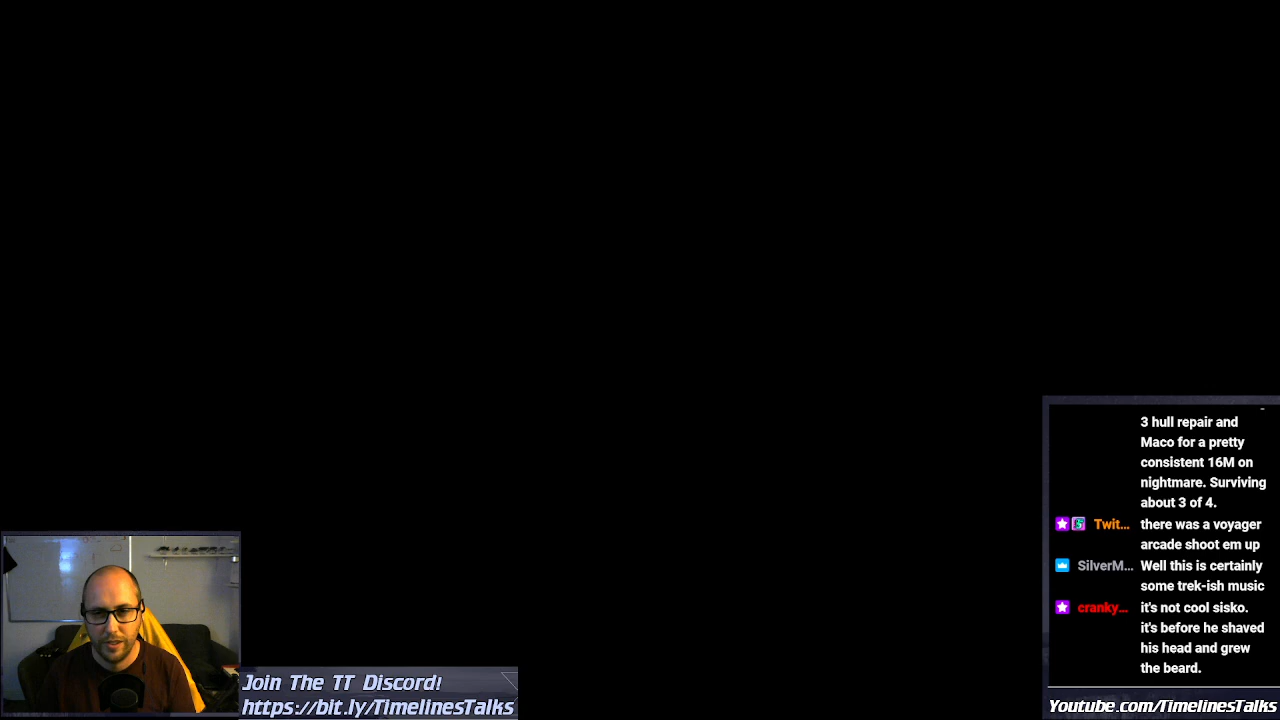 3 hull repair and
Maco for a pretty
consistent 16M on
nightmare. Surviving
about 3 of 4.
Twit... there was a voyager
arcade shoot em up
SilverM... Well this is certainly
some trek-ish music
cranky... it's not cool sisko.
it's before he shaved
his head and grew
the beard.
Join The TT Discord!
https://bit.ly/TimelinesTalks
Youtube.com/TimelinesTalks